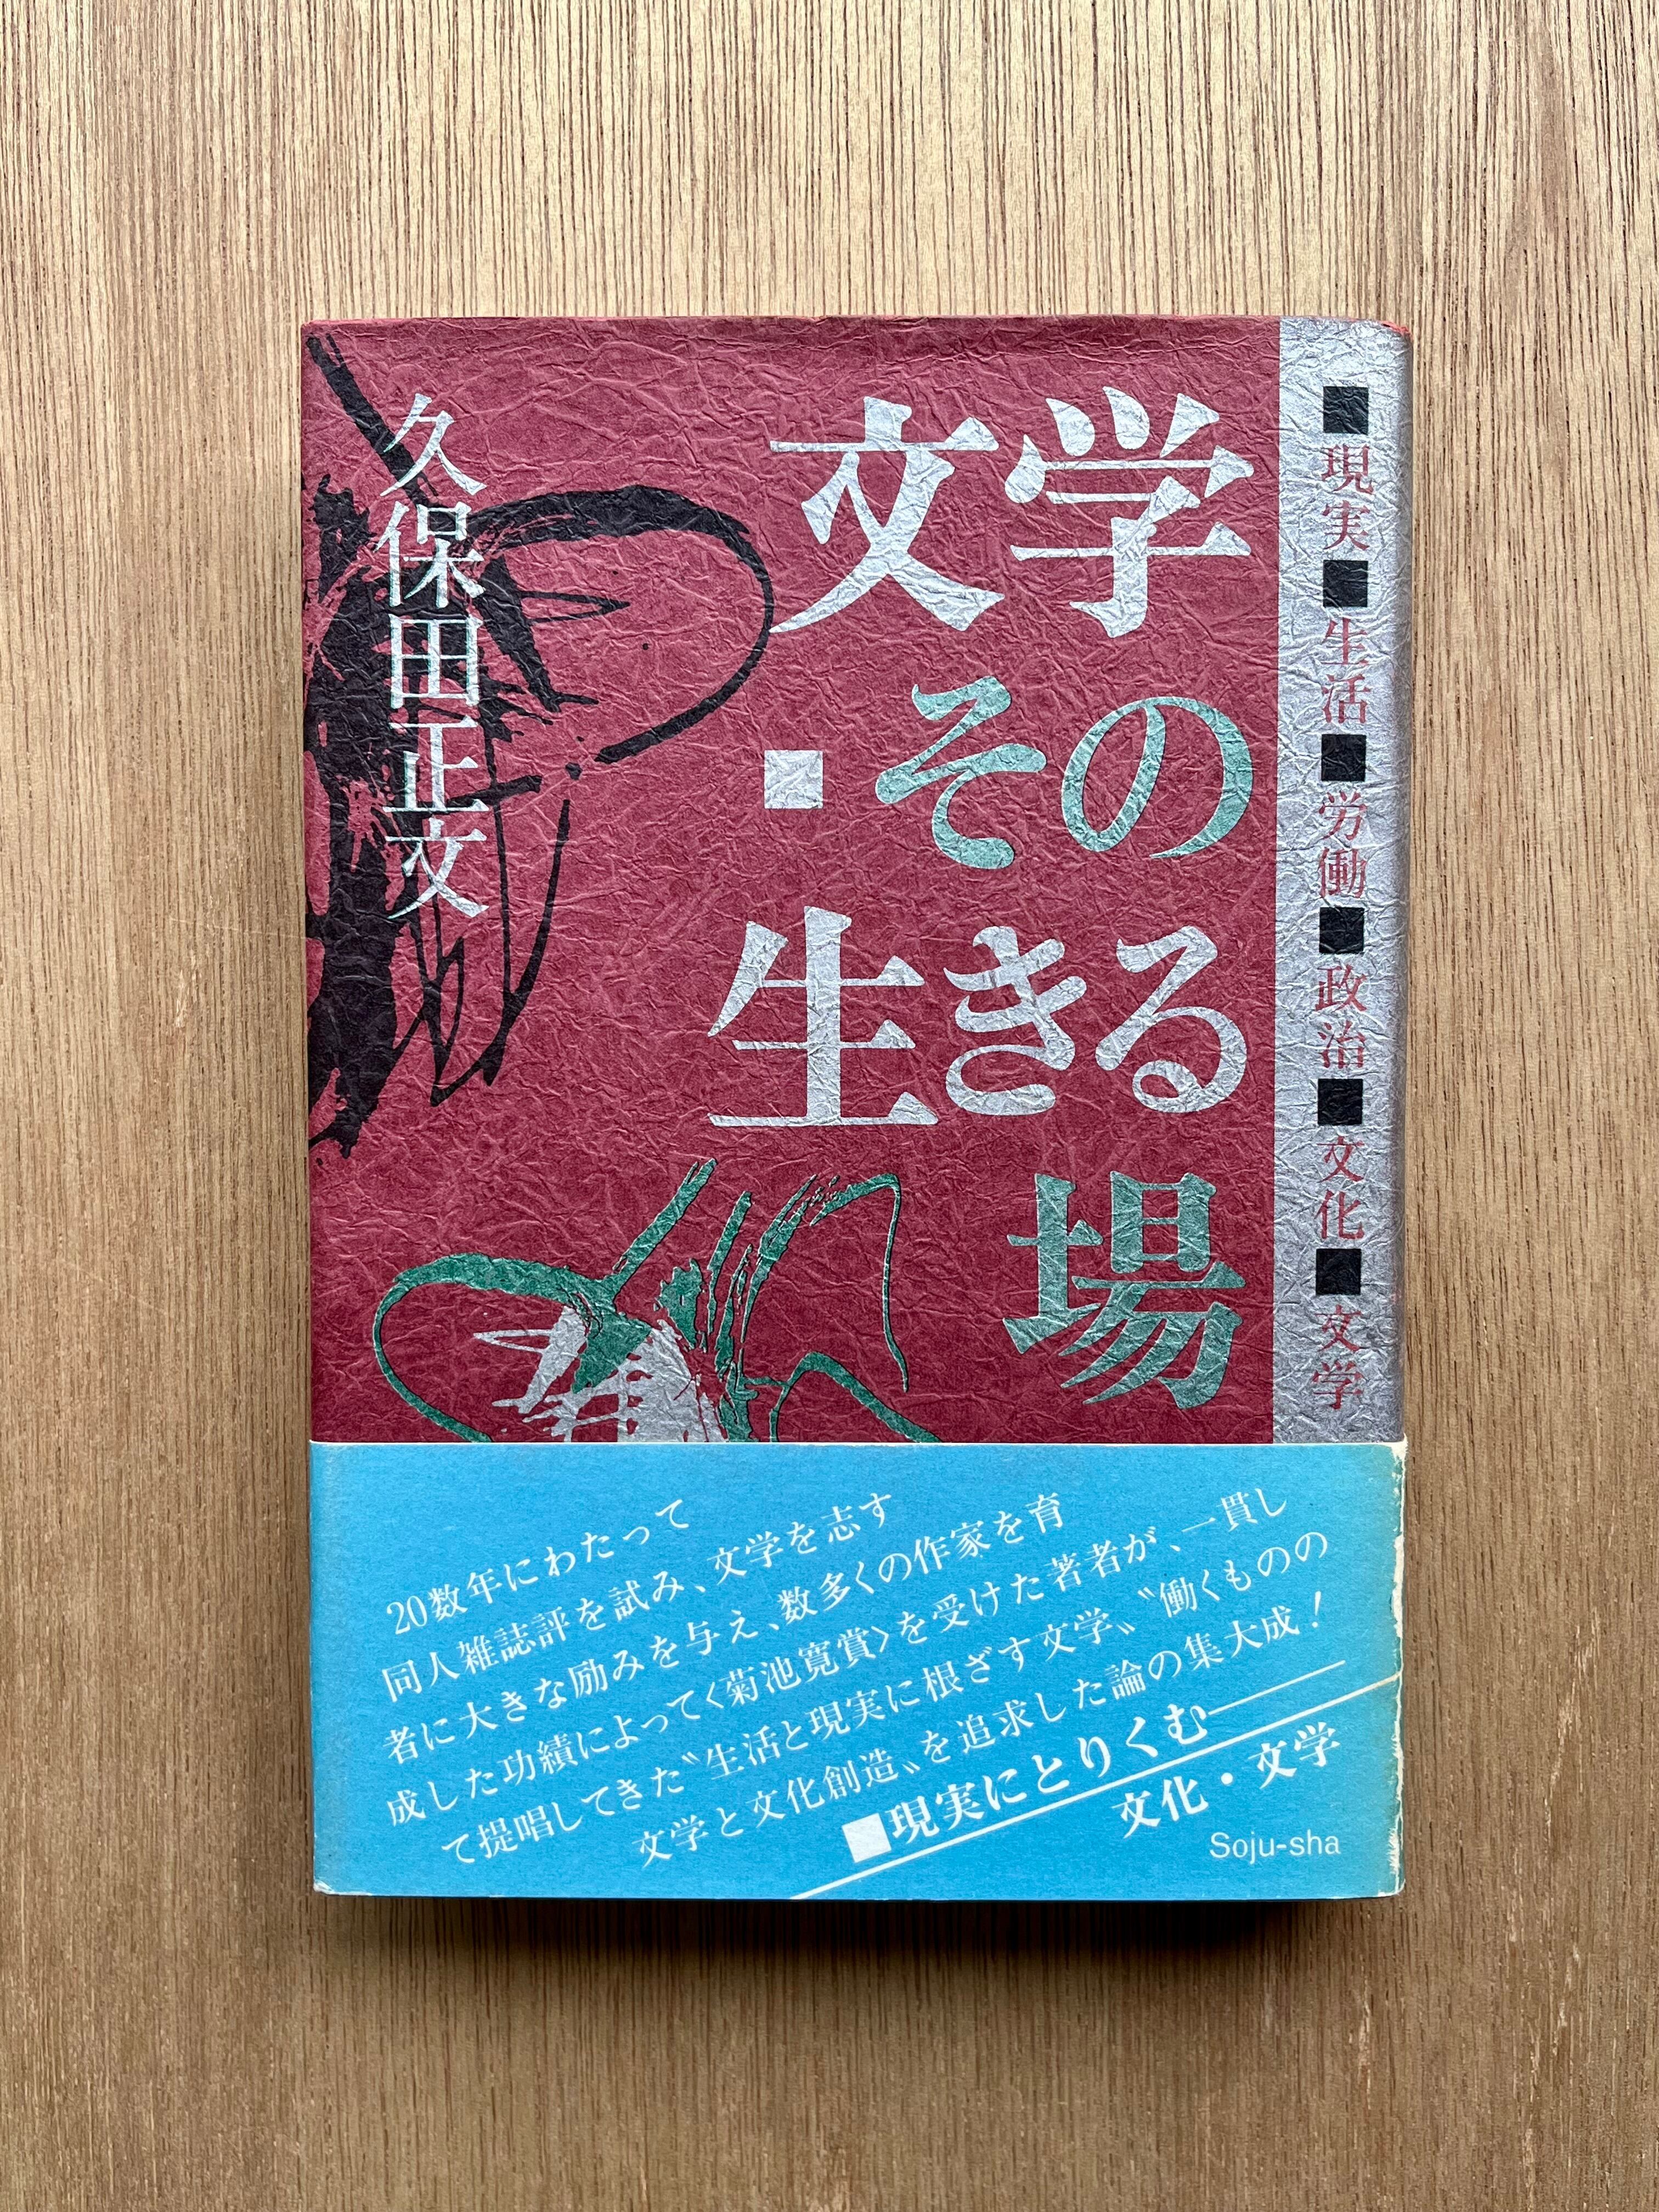 文学
その
生きる
場
久保田正文
■現実■生活■労働■政治■文化■文学
20数年にわたって
同人雑誌評を試み、文学を志す
者に大きな励みを与え、数多くの作家を育
成した功績によって〈菊池寛賞〉を受けた著者が、一貫し
て提唱してきた〝生活と現実に根ざす文学〟〝働くものの
文学と文化創造〟を追求した論の集大成！
■現実にとりくむ——
文化・文学
Soju-sha